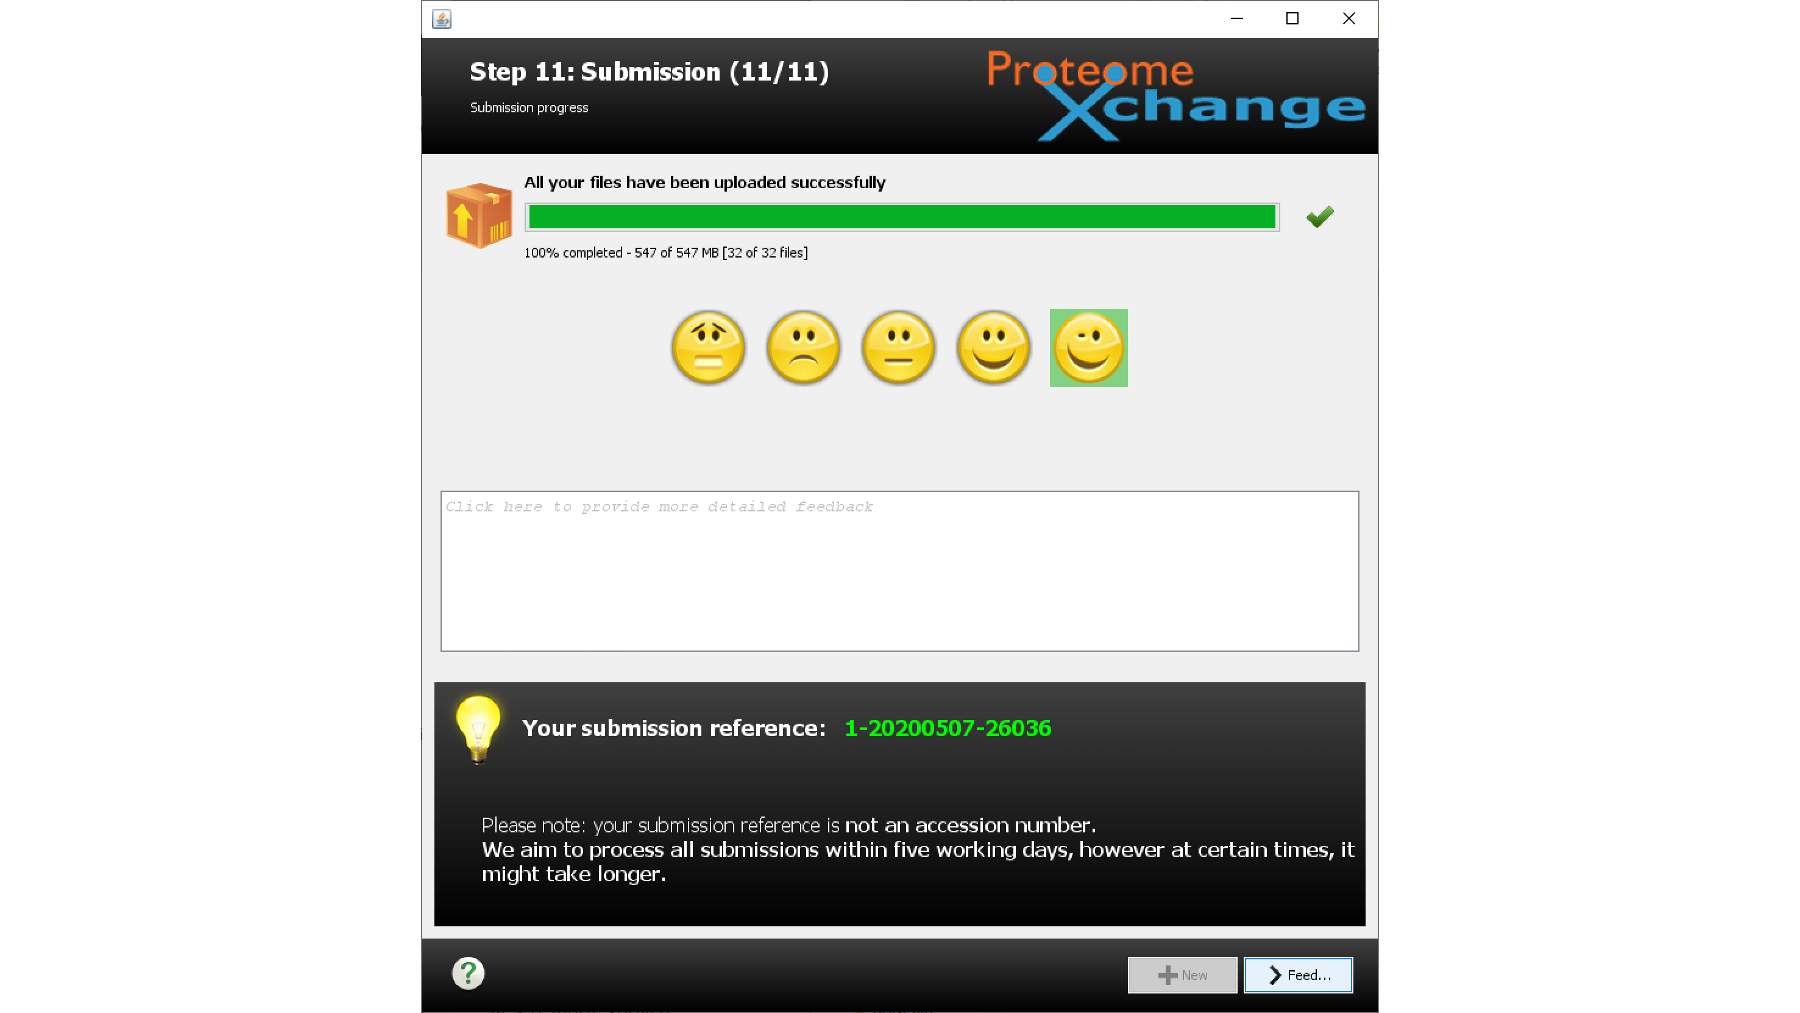 Step 11: Submission (11/11)
Submission progress
Proteome
Xchange
All your files have been uploaded successfully
100% completed - 547 of 547 MB [32 of 32 files]
Click here to provide more detailed feedback
Your submission reference: 1-20200507-26036
Please note: your submission reference is not an accession number.
We aim to process all submissions within five working days, however at certain times, it
might take longer.
?
New
Feed...